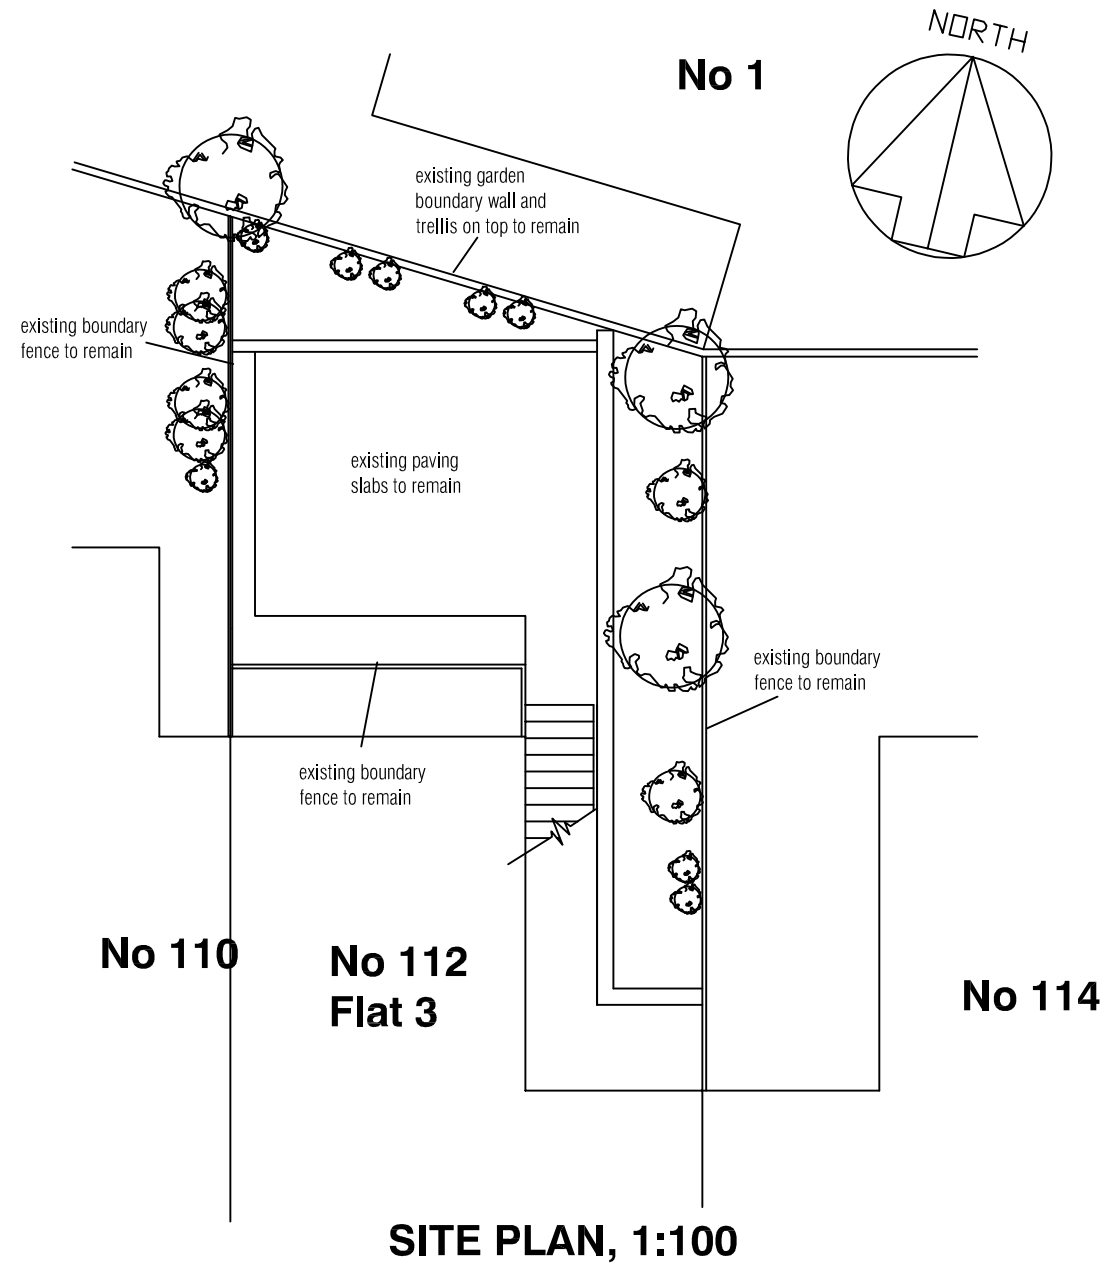 NORTH
No 1
existing garden
boundary wall and
trellis on top to remain
existing boundary
fence to remain
existing paving
slabs to remain
existing boundary
fence to remain
existing boundary
fence to remain
No 110
No 112
Flat 3
No 114
SITE PLAN, 1:100